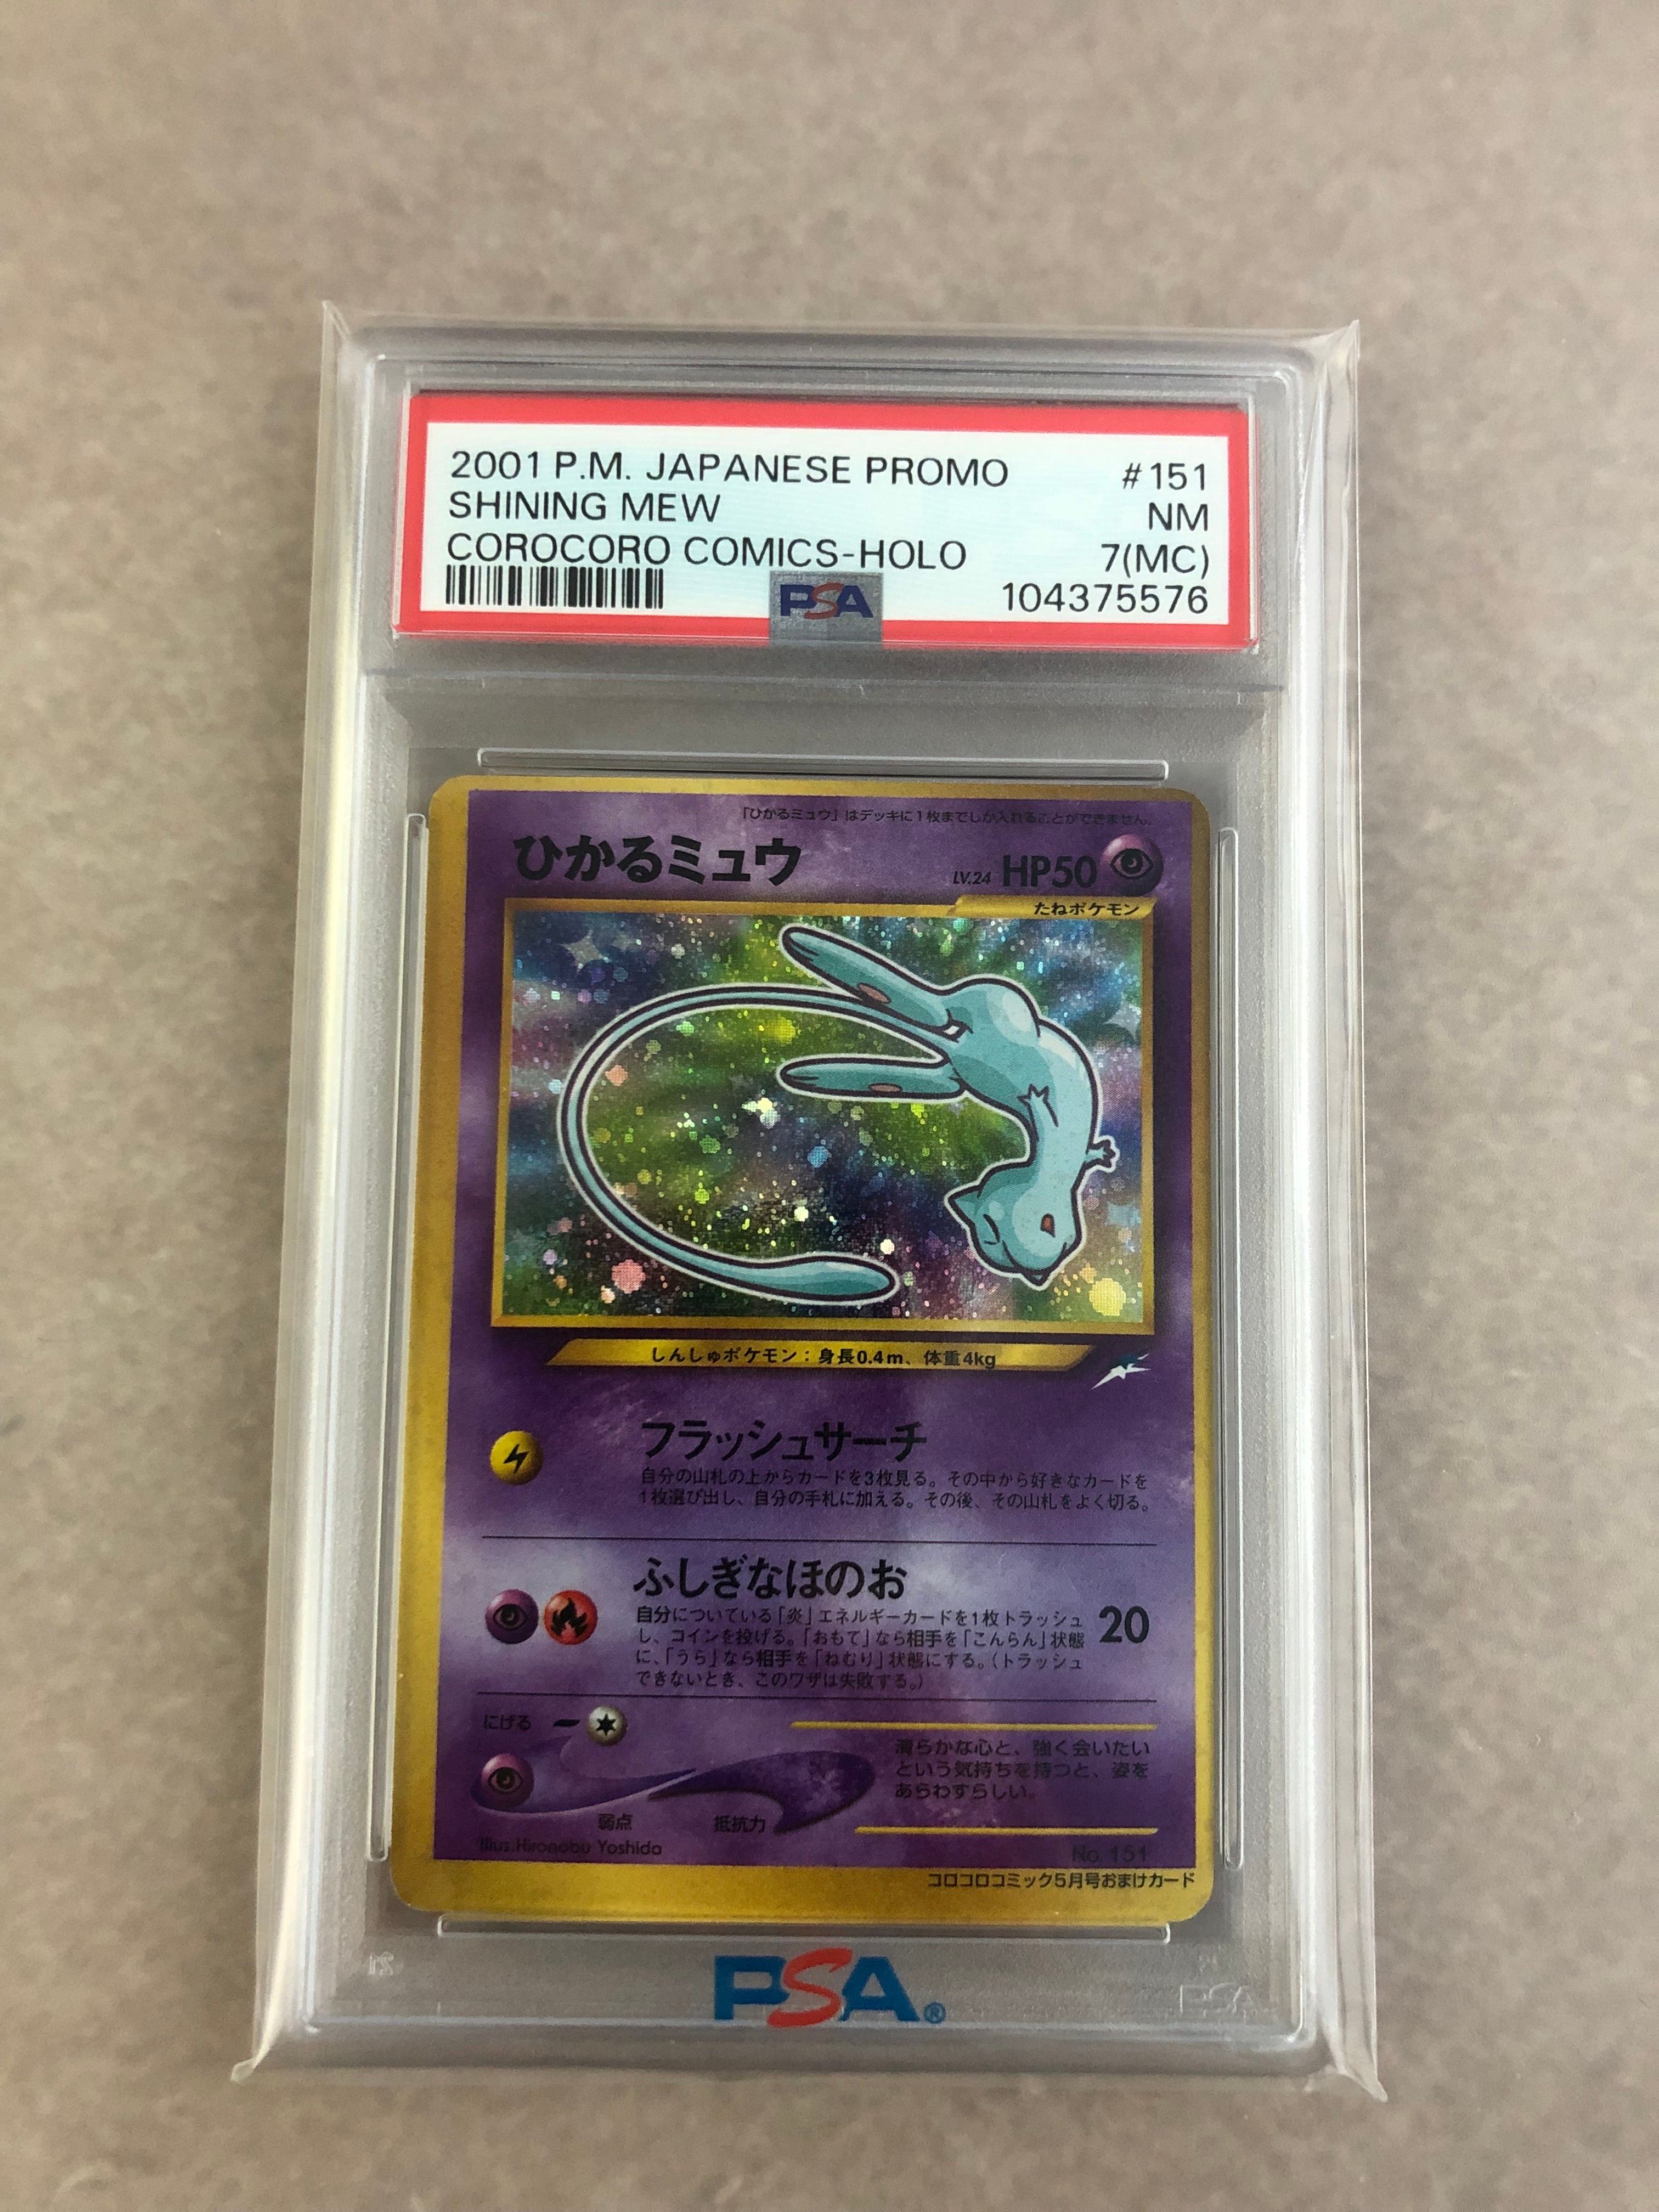 2001 P.M. JAPANESE PROMO #151
SHINING MEW NM
COROCORO COMICS-HOLO 7(MC)
PSA 104375576
「ひかるミュウ」はデッキに1枚までしか入れることができません。
ひかるミュウ LV.24 HP50
たねポケモン
しんしゅポケモン：身長0.4m、体重4kg
フラッシュサーチ
自分の山札の上からカードを3枚見る。その中から好きなカードを
1枚選び出し、自分の手札に加える。その後、その山札をよく切る。
ふしぎなほのお
自分についている「炎」エネルギーカードを1枚トラッシュ
し、コインを投げる。「おもて」なら相手を「こんらん」状態
に、「うら」なら相手を「ねむり」状態にする。（トラッシュ
できないとき、このワザは失敗する。）
20
にげる
弱点 抵抗力
清らかな心と、強く会いたい
という気持ちを持つと、姿を
あらわすらしい。
Illus.Hironobu Yoshida No. 151
コロコロコミック5月号おまけカード
PSA®
PSA